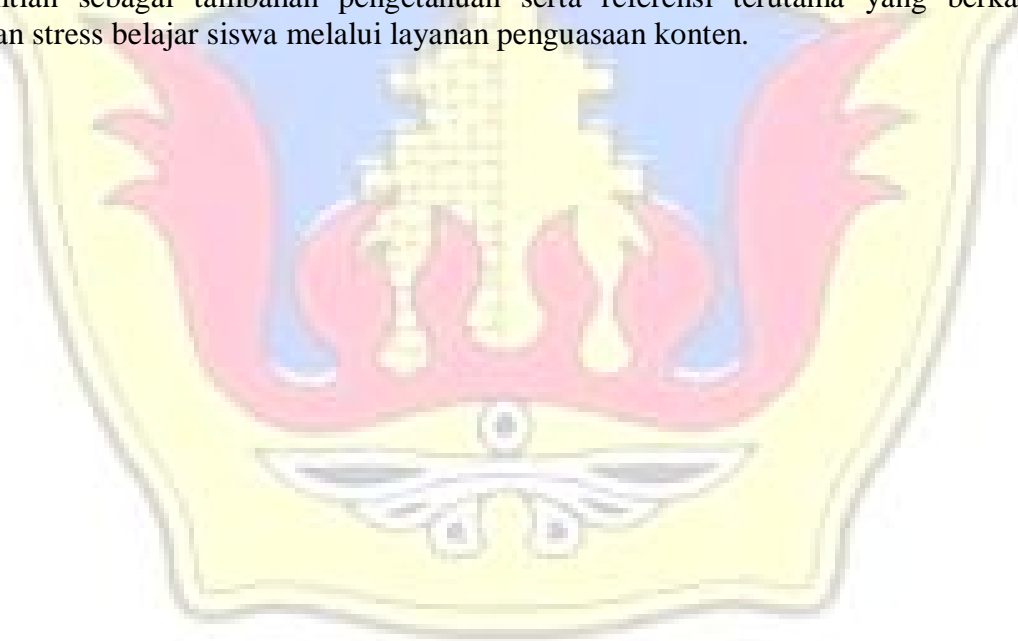 sebagai tambahan pengetahuan serta referensi terutama yang
stress belajar siswa melalui layanan penguasaan konten.